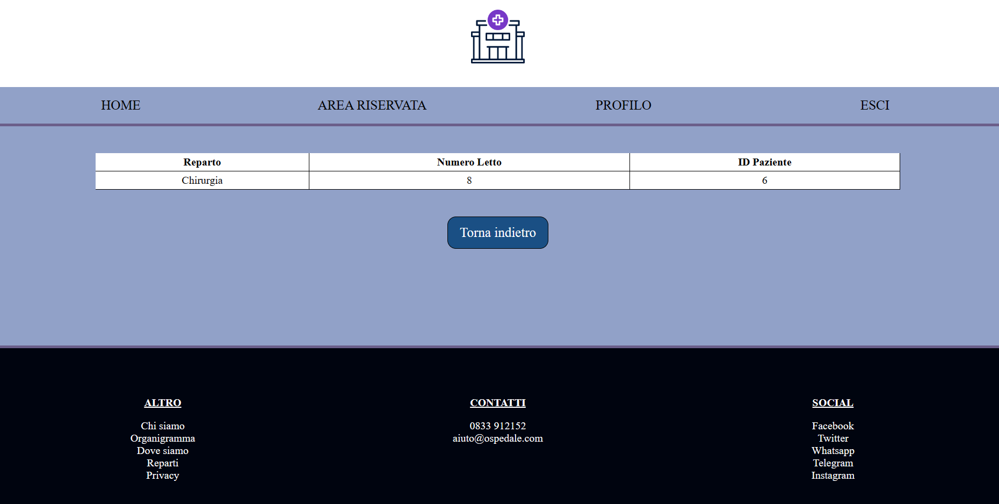 HOME AREA RISERVATA PROFILO ESCI
Reparto Numero Letto ID Paziente
Chirurgia 8 6
Torna indietro
ALTRO
Chi siamo
Organigramma
Dove siamo
Reparti
Privacy
CONTATTI
0833 912152
aiuto@ospedale.com
SOCIAL
Facebook
Twitter
Whatsapp
Telegram
Instagram